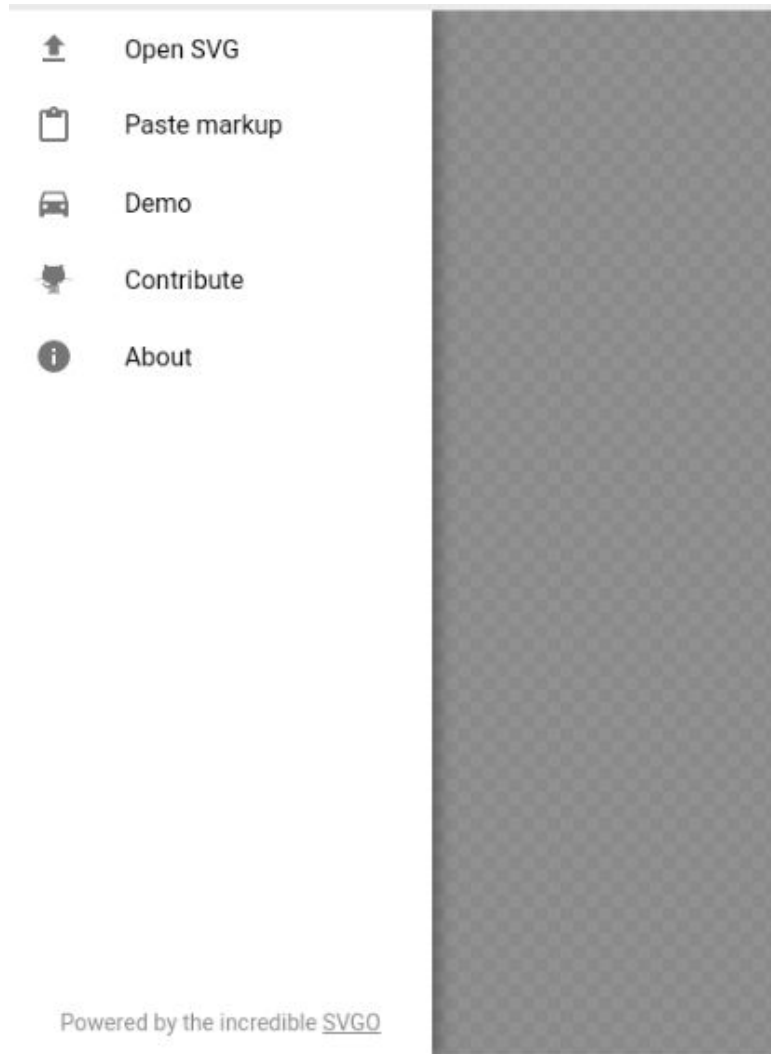 Open SVG
Paste markup
Demo
Contribute
About
Powered by the incredible SVGO